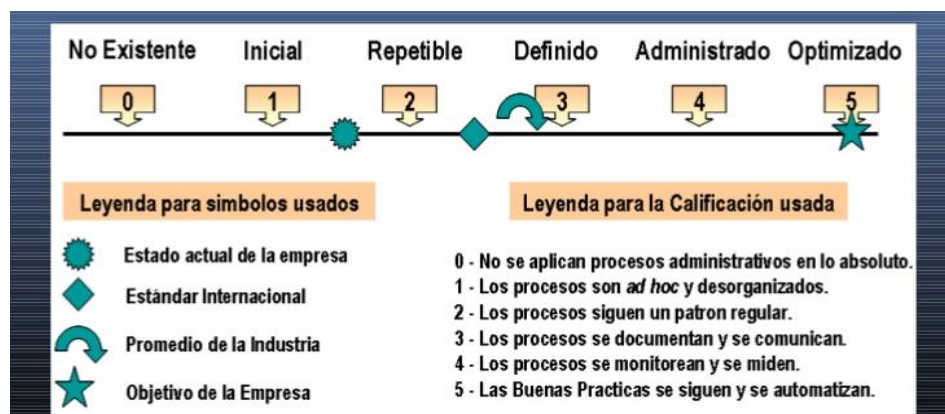 No Existente Inicial Repetible Definido Administrado Optimizado
0 1 2 3 4 5
Leyenda para simbolos usados
Estado actual de la empresa
Estándar Internacional
Promedio de la Industria
Objetivo de la Empresa
Leyenda para la Calificación usada
0 - No se aplican procesos administrativos en lo absoluto.
1 - Los procesos son ad hoc y desorganizados.
2 - Los procesos siguen un patron regular.
3 - Los procesos se documentan y se comunican.
4 - Los procesos se monitorean y se miden.
5 - Las Buenas Practicas se siguen y se automatizan.